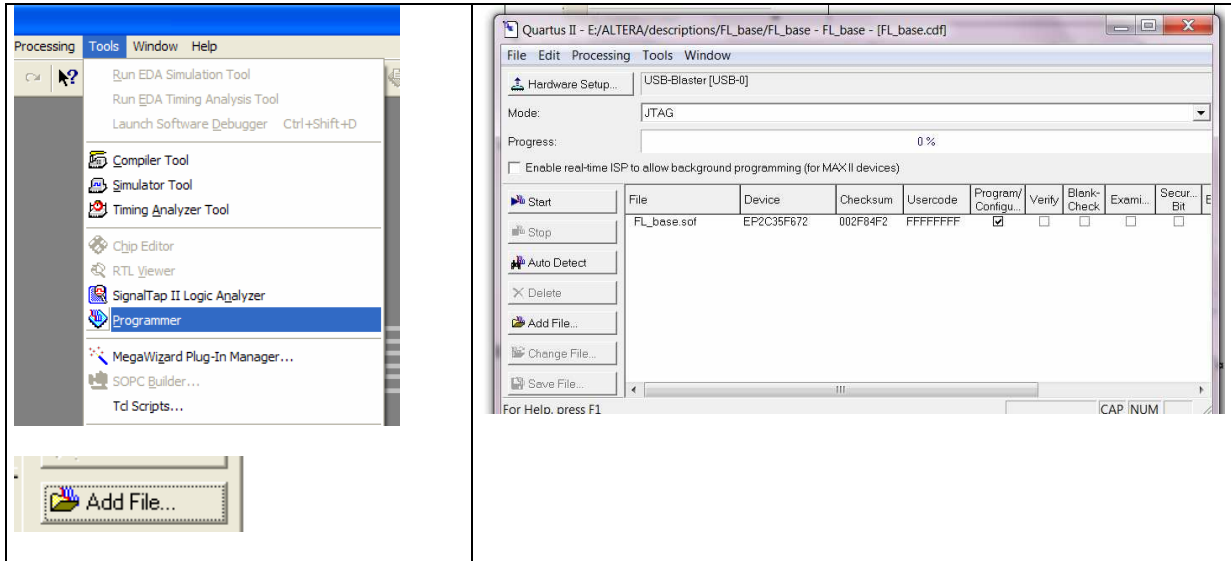 Processing Tools Window Help
Run EDA Simulation Tool
Run EDA Timing Analysis Tool
Launch Software Debugger Ctrl+Shift+D
Compiler Tool
Simulator Tool
Timing Analyzer Tool
Chip Editor
RTL Viewer
SignalTap II Logic Analyzer
Programmer
MegaWizard Plug-In Manager...
SOPC Builder...
Tcl Scripts...
Add File...
Quartus II - E:/ALTERA/descriptions/FL_base/FL_base - FL_base - [FL_base.cdf]
File Edit Processing Tools Window
Hardware Setup... USB-Blaster [USB-0]
Mode: JTAG
Progress: 0 %
Enable real-time ISP to allow background programming (for MAX II devices)
Start
Stop
Auto Detect
Delete
Add File...
Change File...
Save File...
File Device Checksum Usercode Program/ Configu... Verify Blank- Check Exami... Secur... Bit E
FL_base.sof EP2C35F672 002F84F2 FFFFFFFF
For Help, press F1 CAP NUM